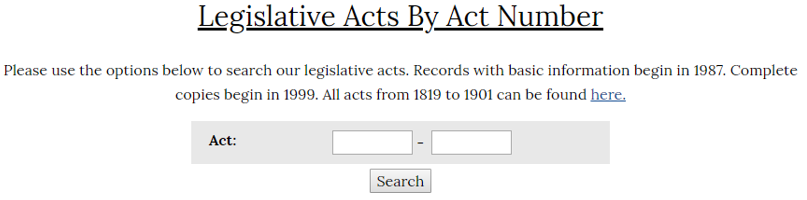 Legislative Acts By Act Number
Please use the options below to search our legislative acts. Records with basic information begin in 1987. Complete
copies begin in 1999. All acts from 1819 to 1901 can be found here.
Act: -
Search